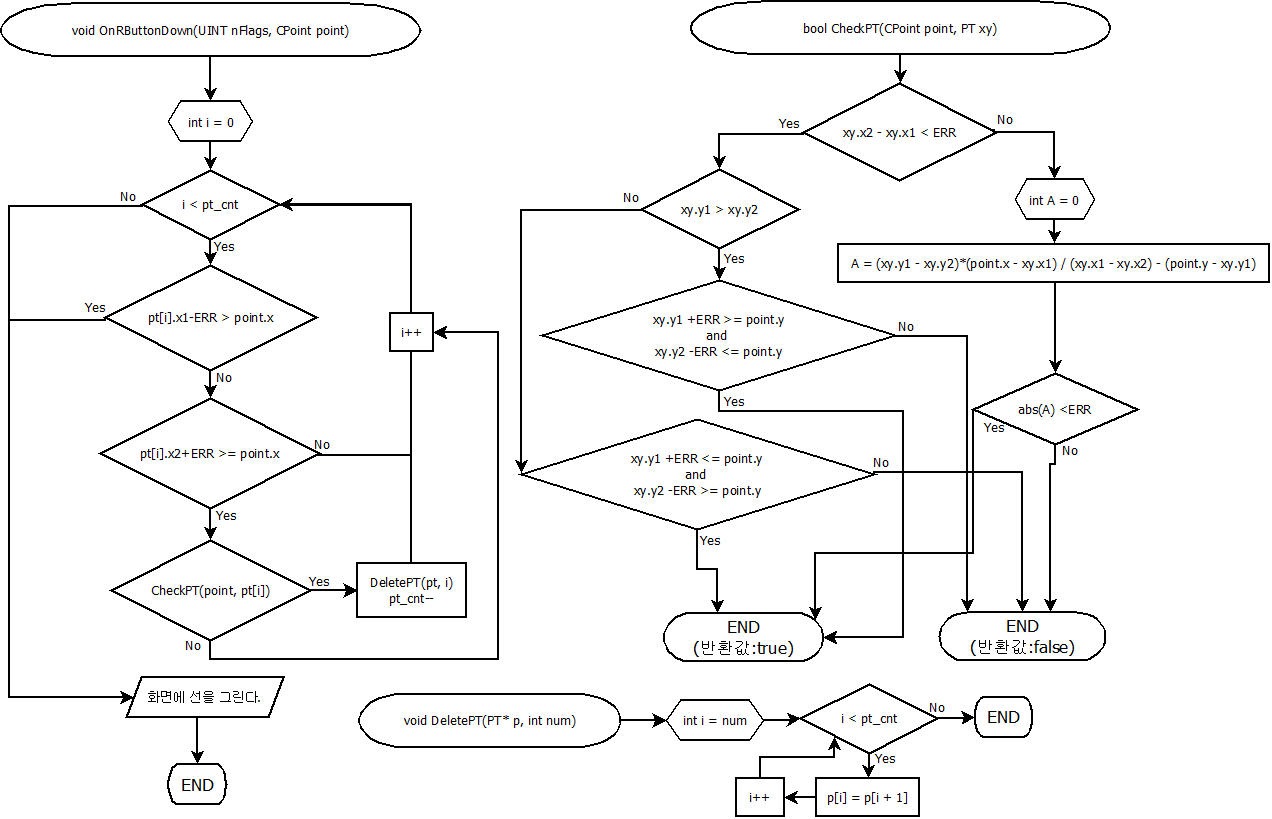 void OnRButtonDown(UINT nFlags, CPoint point)
int i = 0
i < pt_cnt
No
Yes
pt[i].x1-ERR > point.x
Yes
No
i++
pt[i].x2+ERR >= point.x
No
Yes
CheckPT(point, pt[i])
Yes
No
DeletePT(pt, i)
pt_cnt--
화면에 선을 그린다.
END
bool CheckPT(CPoint point, PT xy)
xy.x2 - xy.x1 < ERR
Yes
No
xy.y1 > xy.y2
No
Yes
int A = 0
A = (xy.y1 - xy.y2)*(point.x - xy.x1) / (xy.x1 - xy.x2) - (point.y - xy.y1)
xy.y1 +ERR >= point.y
and
xy.y2 -ERR <= point.y
No
Yes
abs(A) <ERR
Yes
No
xy.y1 +ERR <= point.y
and
xy.y2 -ERR >= point.y
No
Yes
END
(반환값:true)
END
(반환값:false)
void DeletePT(PT* p, int num)
int i = num
i < pt_cnt
No
END
Yes
p[i] = p[i + 1]
i++